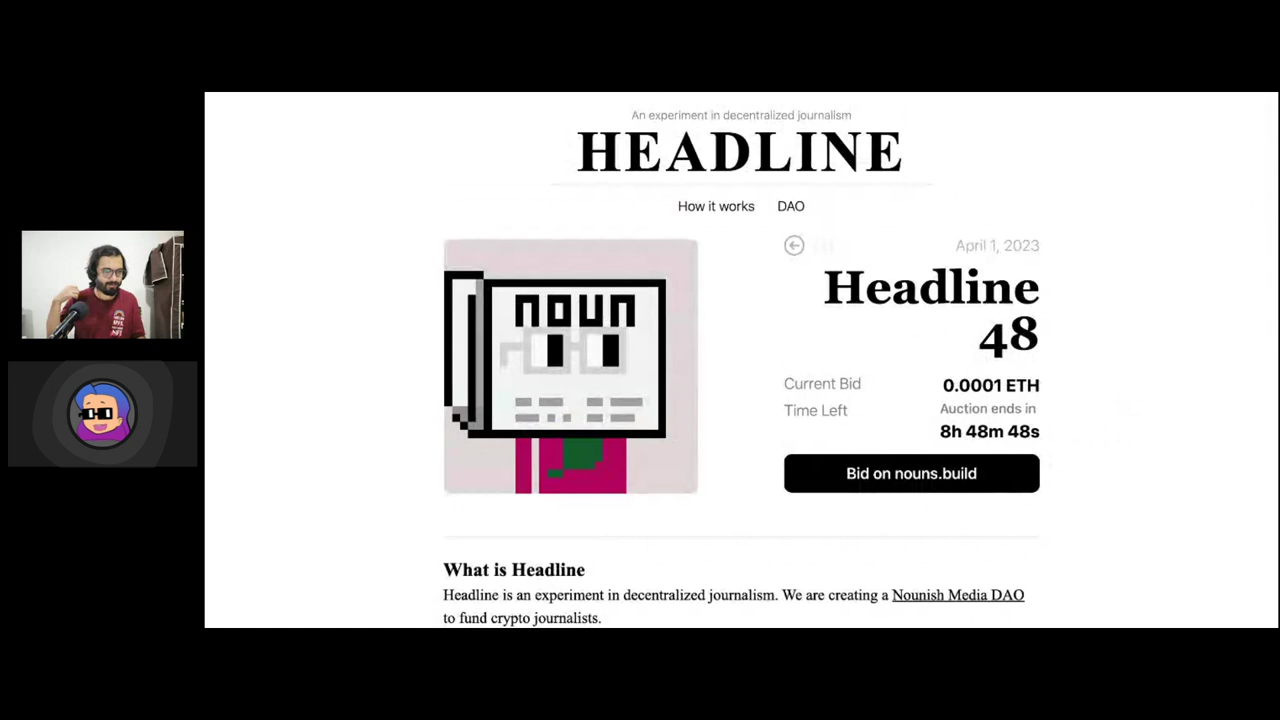 An experiment in decentralized journalism
HEADLINE
How it works DAO
noun
April 1, 2023
Headline
48
Current Bid 0.0001 ETH
Time Left Auction ends in
8h 48m 48s
Bid on nouns.build
What is Headline
Headline is an experiment in decentralized journalism. We are creating a Nounish Media DAO
to fund crypto journalists.